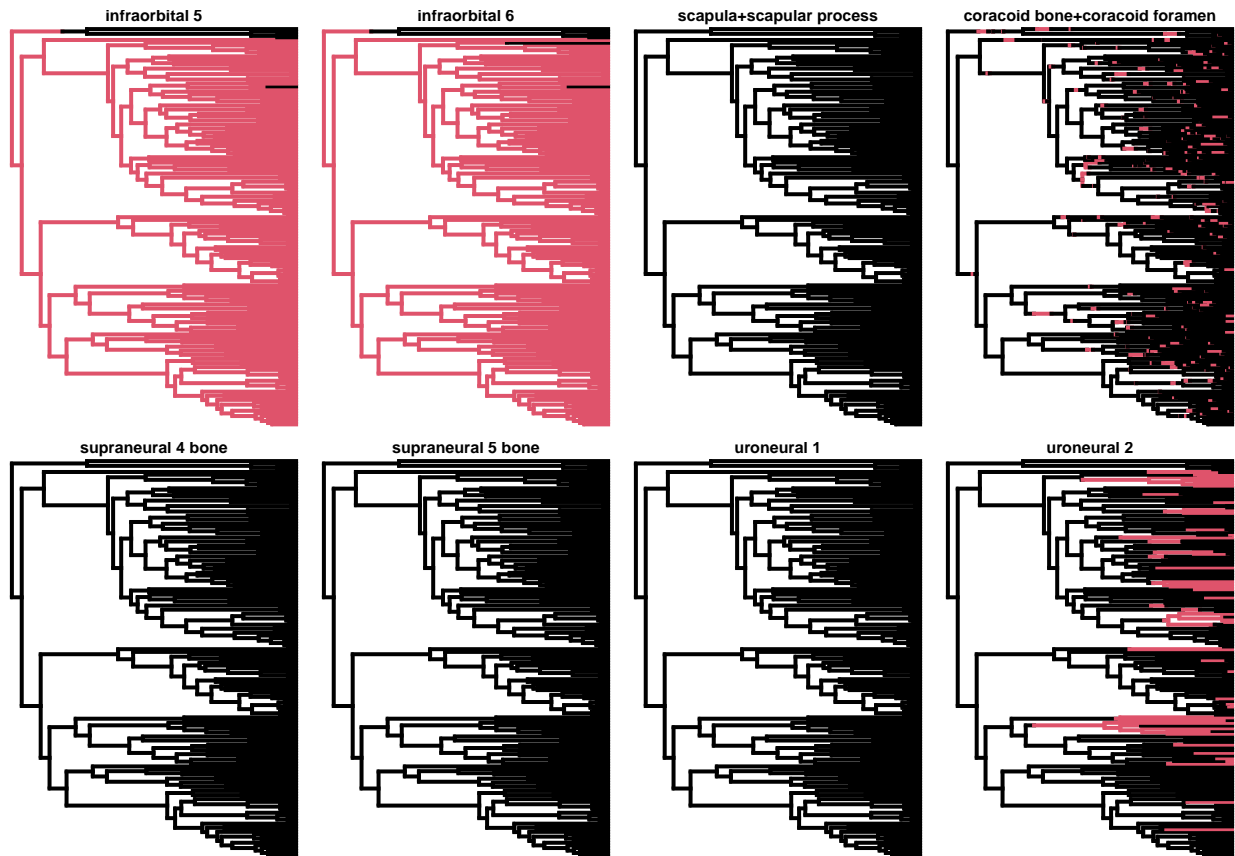 infraorbital 5
infraorbital 6
scapula+scapular process
coracoid bone+coracoid foramen
supraneural 4 bone
supraneural 5 bone
uroneural 1
uroneural 2